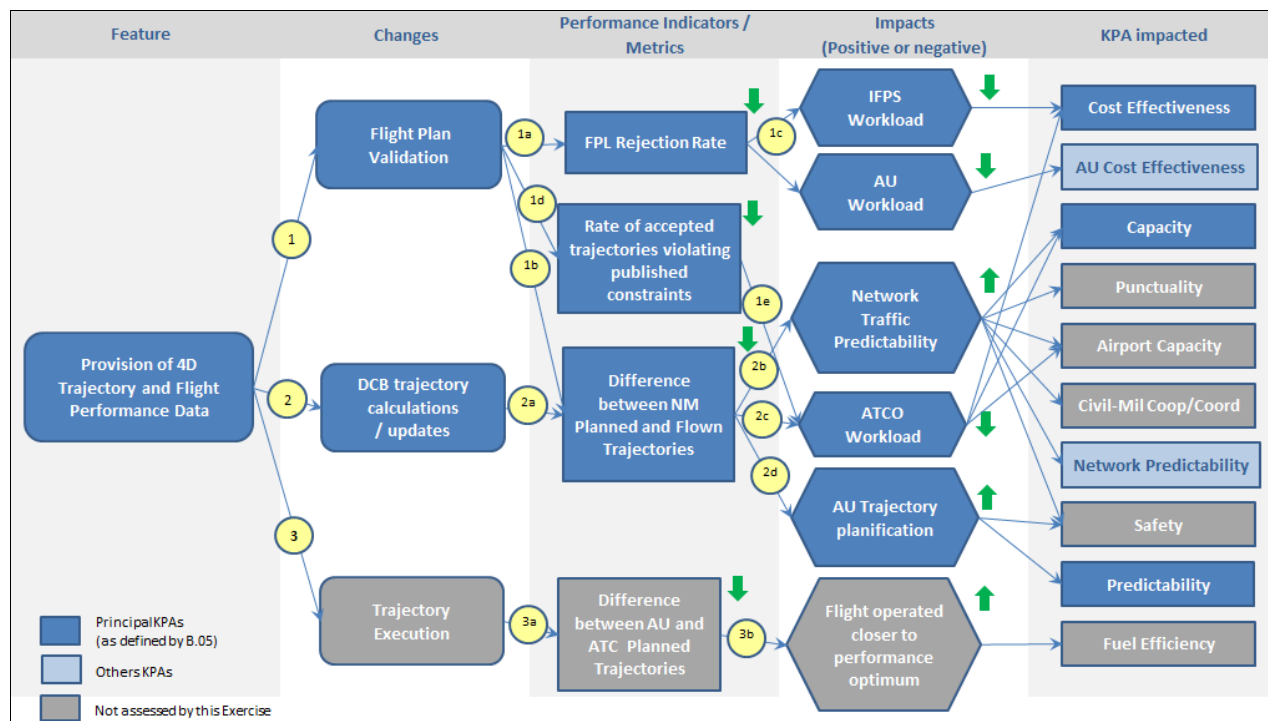 Feature
Changes
Performance Indicators /
Metrics
Impacts
(Positive or negative)
KPA impacted
Flight Plan
Validation
1a
FPL Rejection Rate
1c
IFPS
Workload
Cost Effectiveness
AU
Workload
AU Cost Effectiveness
1d
Rate of accepted
trajectories violating
published
constraints
1
1b
1e
Network
Traffic
Predictability
Capacity
Punctuality
Provision of 4D
Trajectory and Flight
Performance Data
2
DCB trajectory
calculations
/ updates
2a
Difference
between NM
Planned and Flown
Trajectories
2b
2c
2d
ATCO
Workload
Airport Capacity
Civil-Mil Coop/Coord
Network Predictability
AU Trajectory
planification
Safety
Predictability
3
Trajectory
Execution
3a
Difference
between AU and
ATC Planned
Trajectories
3b
Flight operated
closer to
performance
optimum
Fuel Efficiency
PrincipalKPAs
(as defined by B.05)
OthersKPAs
Not assessed by this Exercise